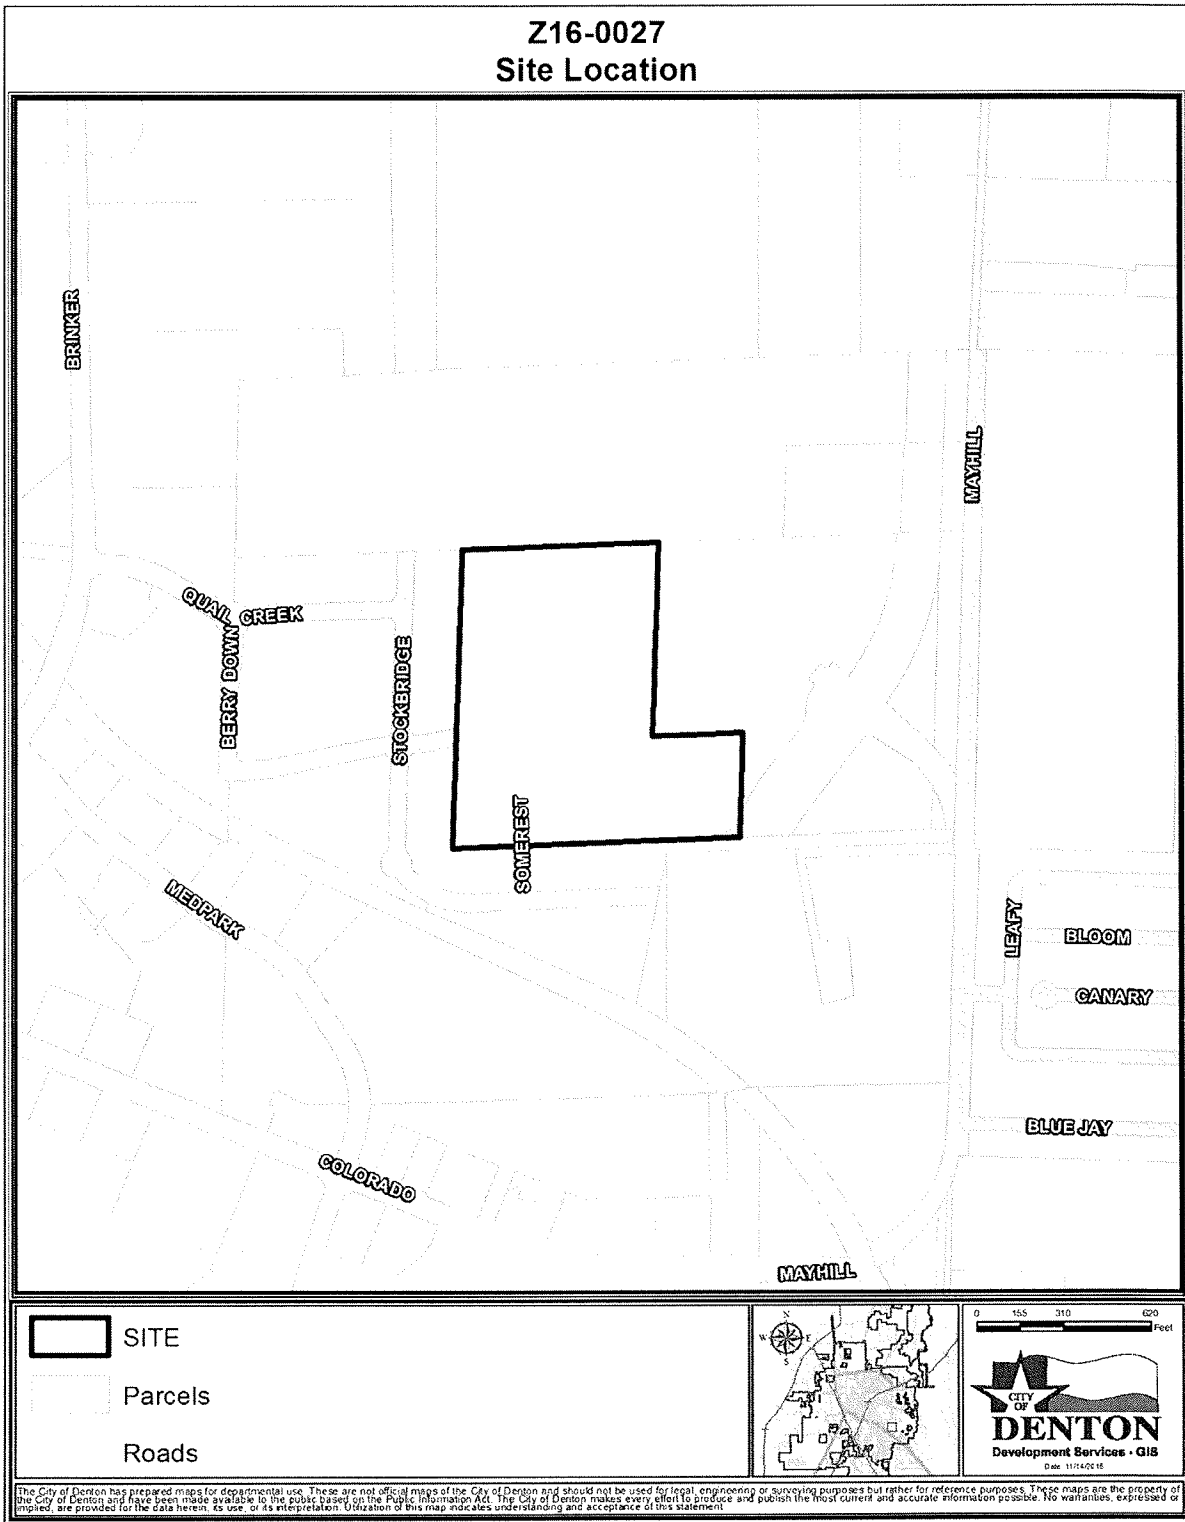 Z16-0027
Site Location
BRINKER
MAYHILL
QUAIL CREEK
BERRY DOWN
STOCKBRIDGE
SOMEREST
MEDPARK
LEAFY
BLOOM
CANARY
BLUE JAY
COLORADO
MAYHILL
SITE
Parcels
Roads
N
W E
S
0 155 310 620
Feet
CITY
OF
DENTON
Development Services • GIS
Date: 11/14/2016
The City of Denton has prepared maps for departmental use. These are not official maps of the City of Denton and should not be used for legal, engineering or surveying purposes but rather for reference purposes. These maps are the property of
the City of Denton and have been made available to the public based on the Public Information Act. The City of Denton makes every effort to produce and publish the most current and accurate information possible. No warranties, expressed or
implied, are provided for the data herein, its use, or its interpretation. Utilization of this map indicates understanding and acceptance of this statement.